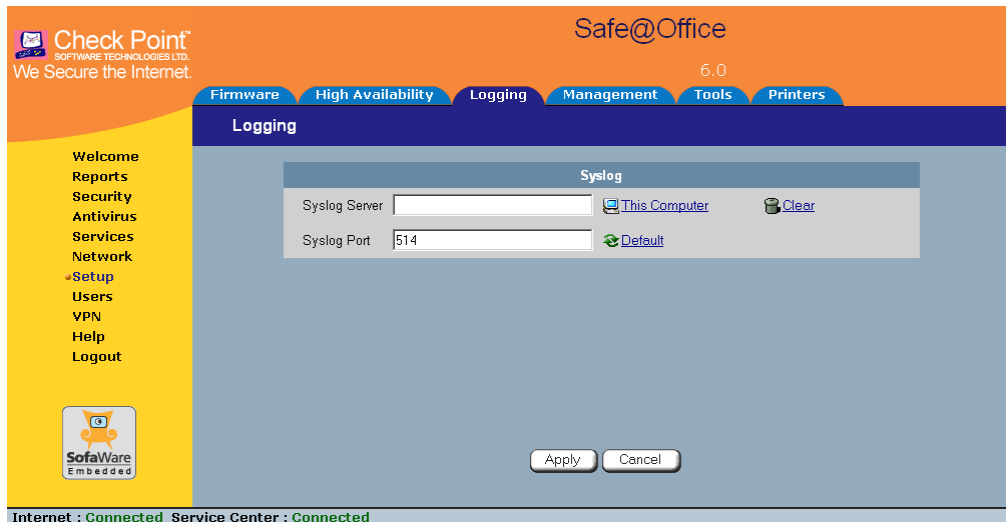 Check Point™
SOFTWARE TECHNOLOGIES LTD.
We Secure the Internet.
Safe@Office
6.0
Firmware High Availability Logging Management Tools Printers
Logging
Welcome
Reports
Security
Antivirus
Services
Network
Setup
Users
VPN
Help
Logout
Syslog
Syslog Server This Computer Clear
Syslog Port 514 Default
Apply Cancel
SofaWare
Embedded
Internet : Connected Service Center : Connected